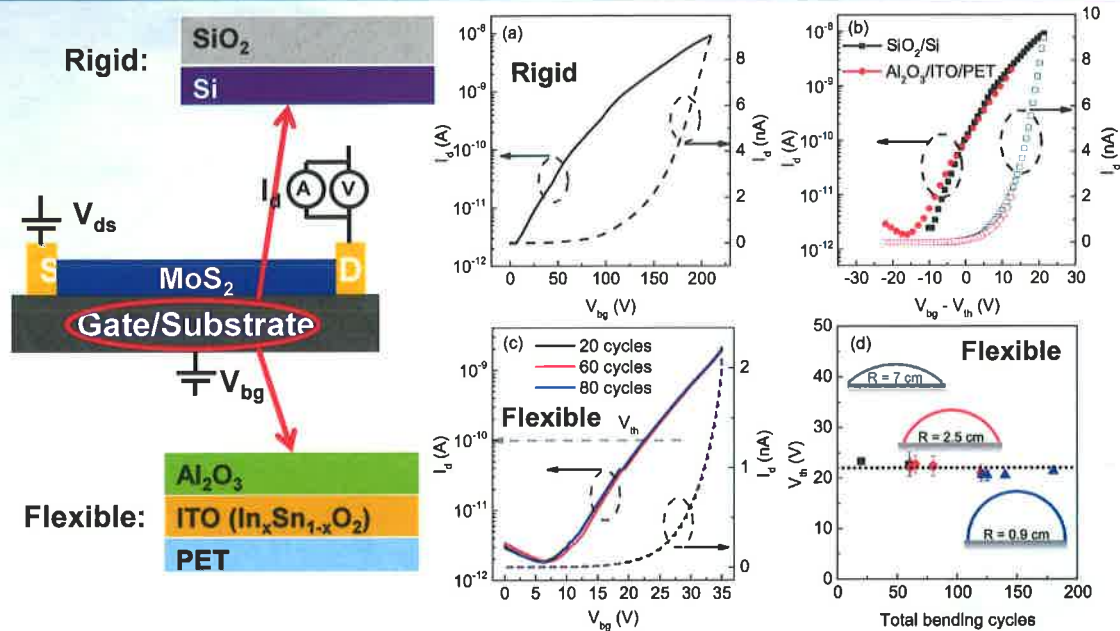 Rigid:
SiO2
Si
Id
A
V
Vds
S
D
MoS2
Gate/Substrate
Vbg
Flexible:
Al2O3
ITO (InxSn1-xO2)
PET
(a)
Rigid
10-8
10-9
10-10
10-11
10-12
Id (A)
8
6
4
2
0
Id (nA)
0 50 100 150 200
Vbg (V)
(b)
SiO2/Si
Al2O3/ITO/PET
10-8
10-9
10-10
10-11
10-12
Id (A)
10
8
6
4
2
0
Id (nA)
-30 -20 -10 0 10 20 30
Vbg - Vth (V)
(c)
20 cycles
60 cycles
80 cycles
Flexible
Vth
10-9
10-10
10-11
10-12
Id (A)
2
1
0
Id (nA)
0 5 10 15 20 25 30 35
Vbg (V)
(d)
Flexible
R = 7 cm
R = 2.5 cm
R = 0.9 cm
50
40
30
20
10
0
Vth (V)
0 50 100 150 200
Total bending cycles